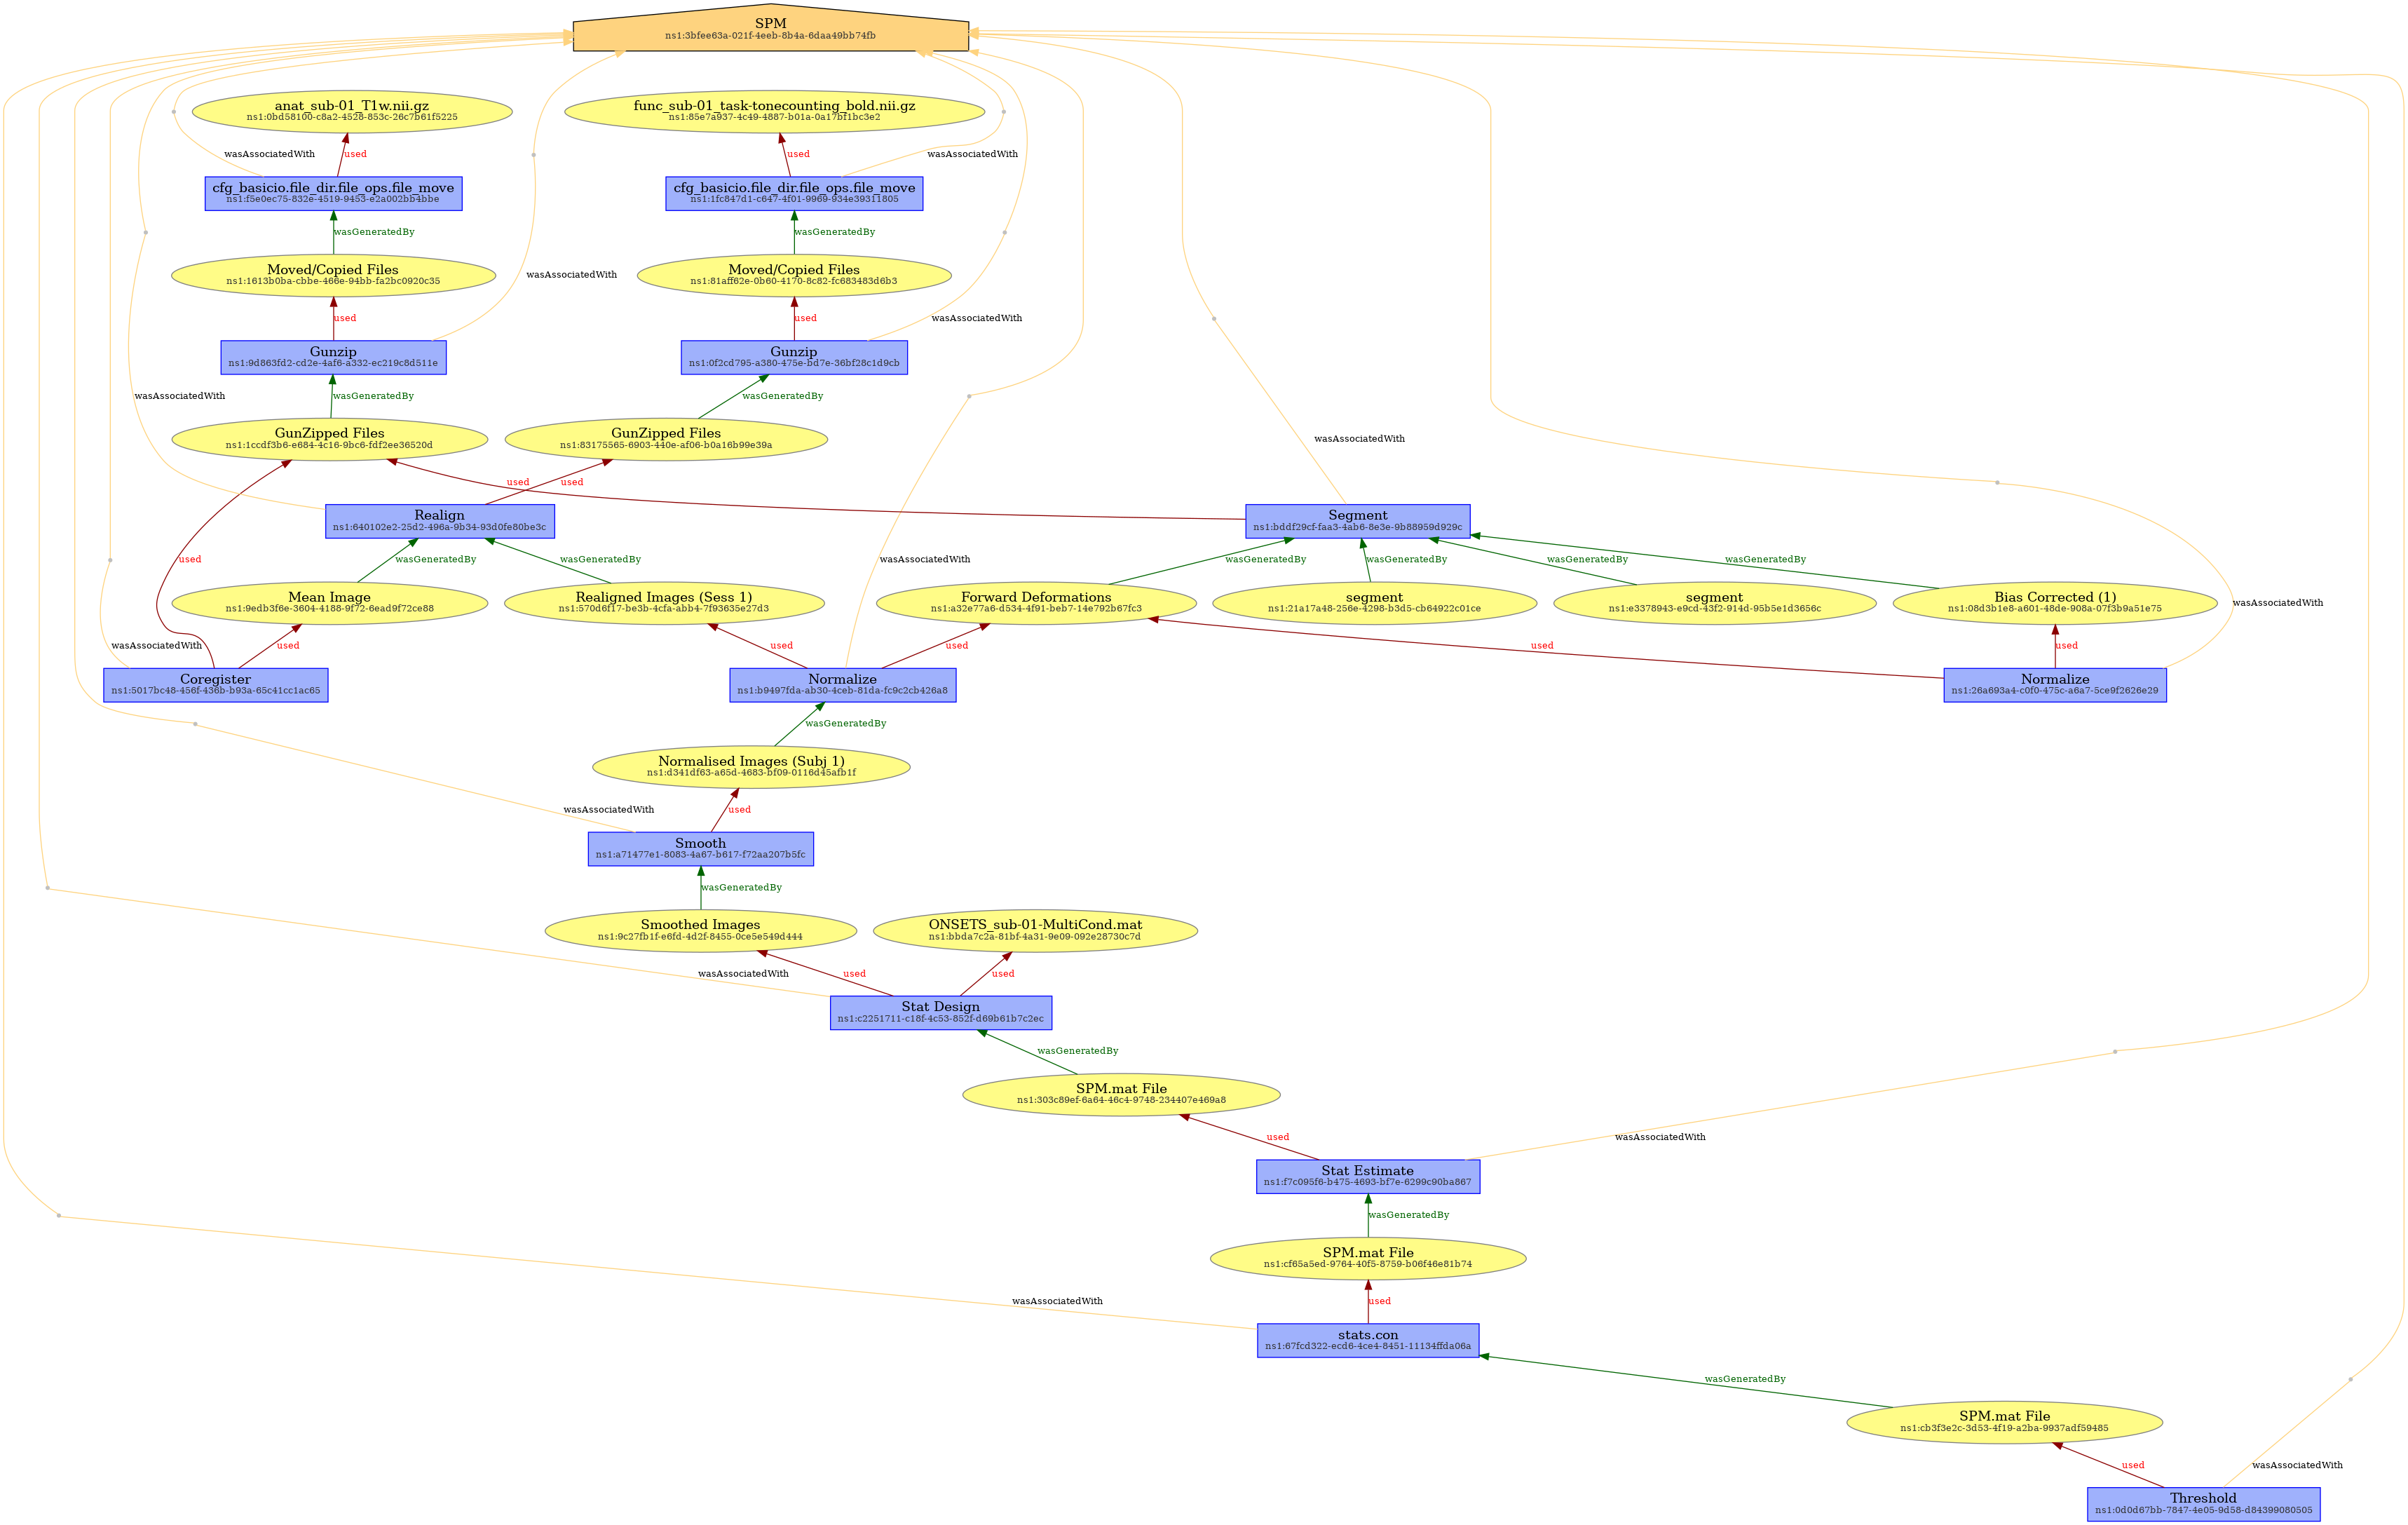 SPM
ns1:3bfee63a-021f-4eeb-8b4a-6daa49bb74fb
anat_sub-01_T1w.nii.gz
ns1:0bd58100-c8a2-4528-853c-26c7b61f5225
func_sub-01_task-tonecounting_bold.nii.gz
ns1:85e7a937-4c49-4887-b01a-0a17bf1bc3e2
wasAssociatedWith
used
used
wasAssociatedWith
cfg_basicio.file_dir.file_ops.file_move
ns1:f5e0ec75-832e-4519-9453-e2a002bb4bbe
cfg_basicio.file_dir.file_ops.file_move
ns1:1fc847d1-c647-4f01-9969-934e39311805
wasGeneratedBy
wasGeneratedBy
Moved/Copied Files
ns1:1613b0ba-cbbe-466e-94bb-fa2bc0920c35
wasAssociatedWith
Moved/Copied Files
ns1:81aff62e-0b60-4170-8c82-fc683483d6b3
used
used
wasAssociatedWith
Gunzip
ns1:9d863fd2-cd2e-4af6-a332-ec219c8d511e
Gunzip
ns1:0f2cd795-a380-475e-bd7e-36bf28c1d9cb
wasAssociatedWith
wasGeneratedBy
wasGeneratedBy
GunZipped Files
ns1:1ccdf3b6-e684-4c16-9bc6-fdf2ee36520d
GunZipped Files
ns1:83175565-6903-440e-af06-b0a16b99e39a
wasAssociatedWith
used
used
Realign
ns1:640102e2-25d2-496a-9b34-93d0fe80be3c
Segment
ns1:bddf29cf-faa3-4ab6-8e3e-9b88959d929c
used
wasGeneratedBy
wasGeneratedBy
wasAssociatedWith
wasGeneratedBy
wasGeneratedBy
wasGeneratedBy
wasGeneratedBy
Mean Image
ns1:9edb3f6e-3604-4188-9f72-6ead9f72ce88
Realigned Images (Sess 1)
ns1:570d6f17-be3b-4cfa-abb4-7f93635e27d3
Forward Deformations
ns1:a32e77a6-d534-4f91-beb7-14e792b67fc3
segment
ns1:21a17a48-256e-4298-b3d5-cb64922c01ce
segment
ns1:e3378943-e9cd-43f2-914d-95b5e1d3656c
Bias Corrected (1)
ns1:08d3b1e8-a601-48de-908a-07f3b9a51e75
wasAssociatedWith
wasAssociatedWith
used
used
used
used
used
Coregister
ns1:5017bc48-456f-436b-b93a-65c41cc1ac65
Normalize
ns1:b9497fda-ab30-4ceb-81da-fc9c2cb426a8
Normalize
ns1:26a693a4-c0f0-475c-a6a7-5ce9f2626e29
wasGeneratedBy
Normalised Images (Subj 1)
ns1:d341df63-a65d-4683-bf09-0116d45afb1f
wasAssociatedWith
used
Smooth
ns1:a71477e1-8083-4a67-b617-f72aa207b5fc
wasGeneratedBy
Smoothed Images
ns1:9c27fb1f-e6fd-4d2f-8455-0ce5e549d444
ONSETS_sub-01-MultiCond.mat
ns1:bbda7c2a-81bf-4a31-9e09-092e28730c7d
wasAssociatedWith
used
used
Stat Design
ns1:c2251711-c18f-4c53-852f-d69b61b7c2ec
wasGeneratedBy
SPM.mat File
ns1:303c89ef-6a64-46c4-9748-234407e469a8
used
wasAssociatedWith
Stat Estimate
ns1:f7c095f6-b475-4693-bf7e-6299c90ba867
wasGeneratedBy
SPM.mat File
ns1:cf65a5ed-9764-40f5-8759-b06f46e81b74
wasAssociatedWith
used
stats.con
ns1:67fcd322-ecd6-4ce4-8451-11134ffda06a
wasGeneratedBy
SPM.mat File
ns1:cb3f3e2c-3d53-4f19-a2ba-9937adf59485
used
wasAssociatedWith
Threshold
ns1:0d0d67bb-7847-4e05-9d58-d84399080505